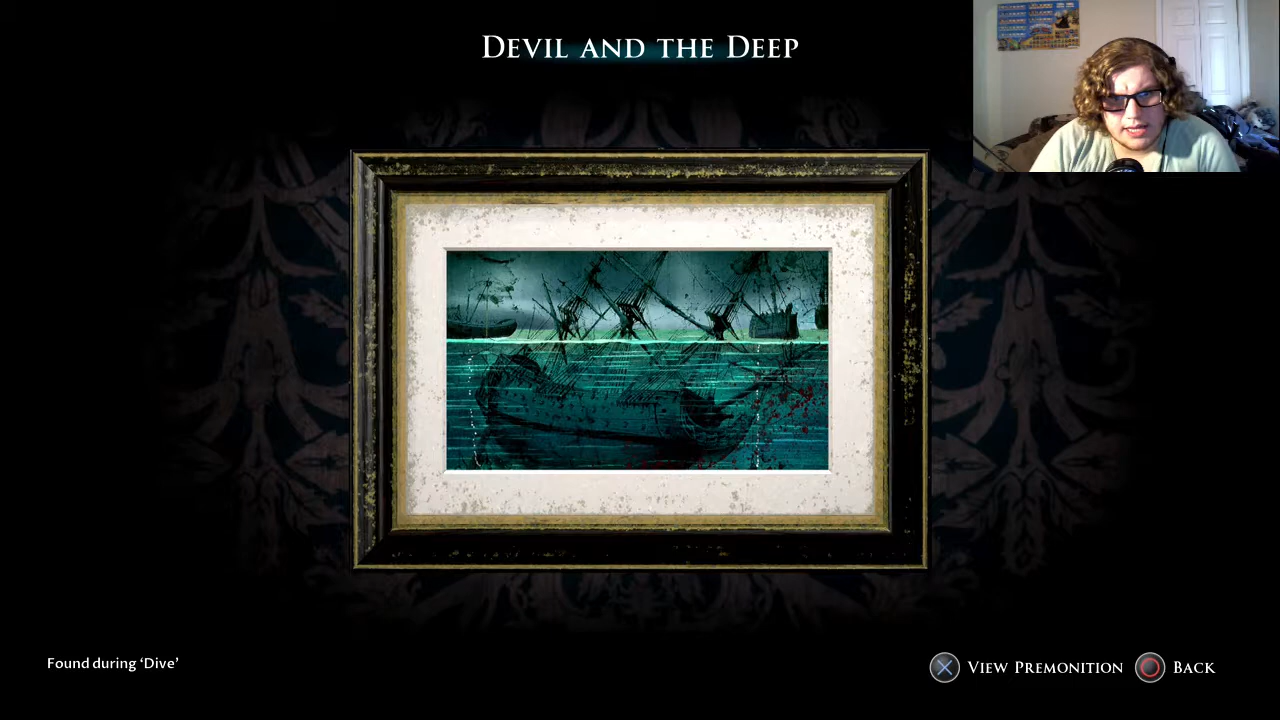 Devil and the Deep
Found during ‘Dive’
View Premonition
Back